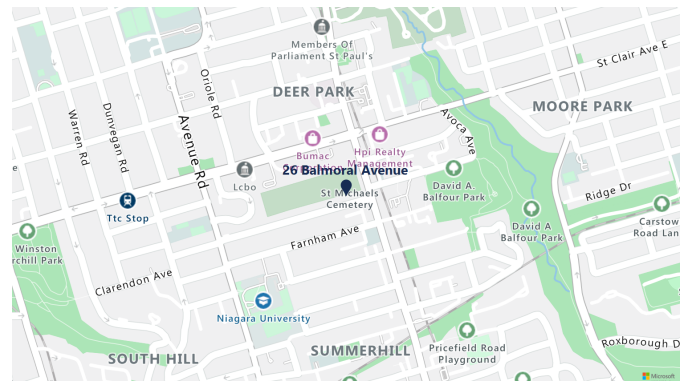 Members Of
Parliament St Paul's
St Clair Ave E
DEER PARK
Oriole Rd
MOORE PARK
Warren Rd
Dunvegan Rd
Avenue Rd
Avoca Ave
Bumac
Hpi Realty
Management
26 Balmoral Avenue
Lcbo
St Michaels
Cemetery
David A.
Balfour Park
Ridge Dr
Ttc Stop
David A
Balfour Park
Carstow
Road Lan
Winston
rchill Park
Farnham Ave
Clarendon Ave
Niagara University
SOUTH HILL
SUMMERHILL
Pricefield Road
Playground
Roxborough D
Microsoft